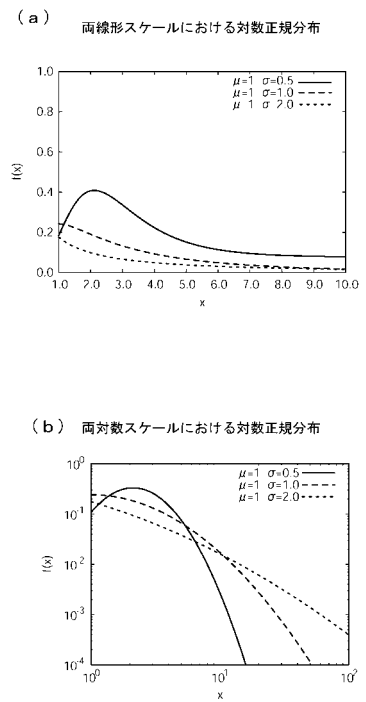 (a) 両線形スケールにおける対数正規分布
1.0
μ=1 σ=0.5
μ=1 σ=1.0
μ 1 σ 2.0
0.8
0.6
f(x)
0.4
0.2
0.0
1.0 2.0 3.0 4.0 5.0 6.0 7.0 8.0 9.0 10.0
x
(b) 両対数スケールにおける対数正規分布
10⁰
μ=1 σ=0.5
μ=1 σ=1.0
μ=1 σ=2.0
10⁻¹
f(x)
10⁻²
10⁻³
10⁻⁴
10⁰ 10¹ 10²
x